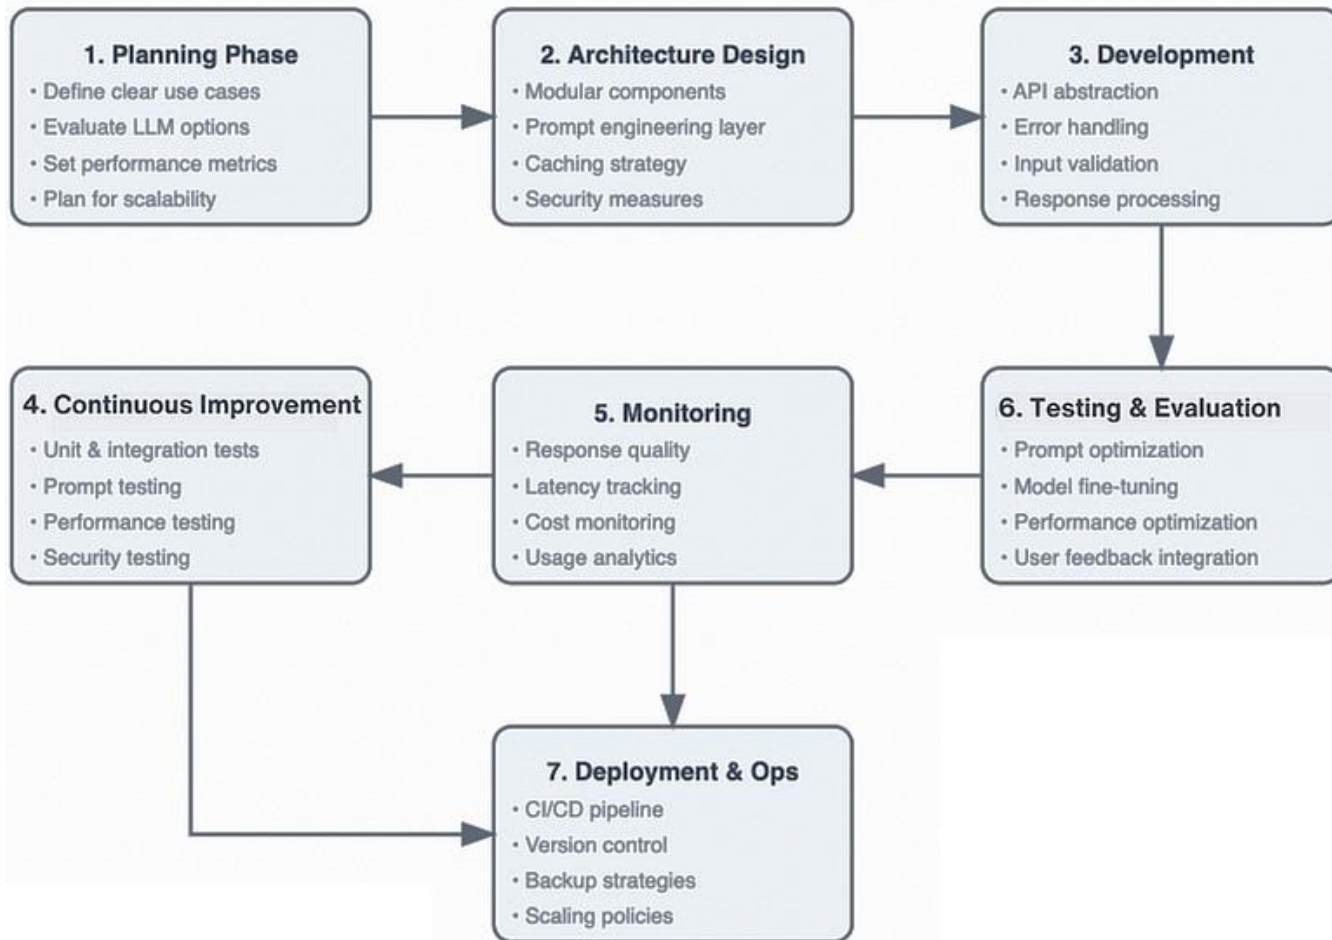 1. Planning Phase
• Define clear use cases
• Evaluate LLM options
• Set performance metrics
• Plan for scalability
2. Architecture Design
• Modular components
• Prompt engineering layer
• Caching strategy
• Security measures
3. Development
• API abstraction
• Error handling
• Input validation
• Response processing
4. Continuous Improvement
• Unit & integration tests
• Prompt testing
• Performance testing
• Security testing
5. Monitoring
• Response quality
• Latency tracking
• Cost monitoring
• Usage analytics
6. Testing & Evaluation
• Prompt optimization
• Model fine-tuning
• Performance optimization
• User feedback integration
7. Deployment & Ops
• CI/CD pipeline
• Version control
• Backup strategies
• Scaling policies